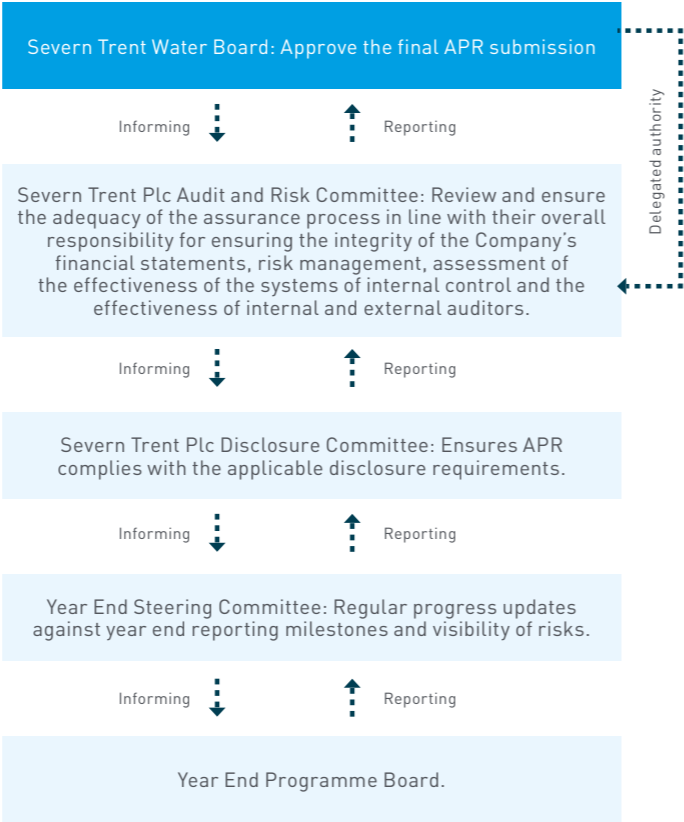 Severn Trent Water Board: Approve the final APR submission
Informing
Reporting
Delegated authority
Severn Trent Plc Audit and Risk Committee: Review and ensure
the adequacy of the assurance process in line with their overall
responsibility for ensuring the integrity of the Company’s
financial statements, risk management, assessment of
the effectiveness of the systems of internal control and the
effectiveness of internal and external auditors.
Informing
Reporting
Severn Trent Plc Disclosure Committee: Ensures APR
complies with the applicable disclosure requirements.
Informing
Reporting
Year End Steering Committee: Regular progress updates
against year end reporting milestones and visibility of risks.
Informing
Reporting
Year End Programme Board.